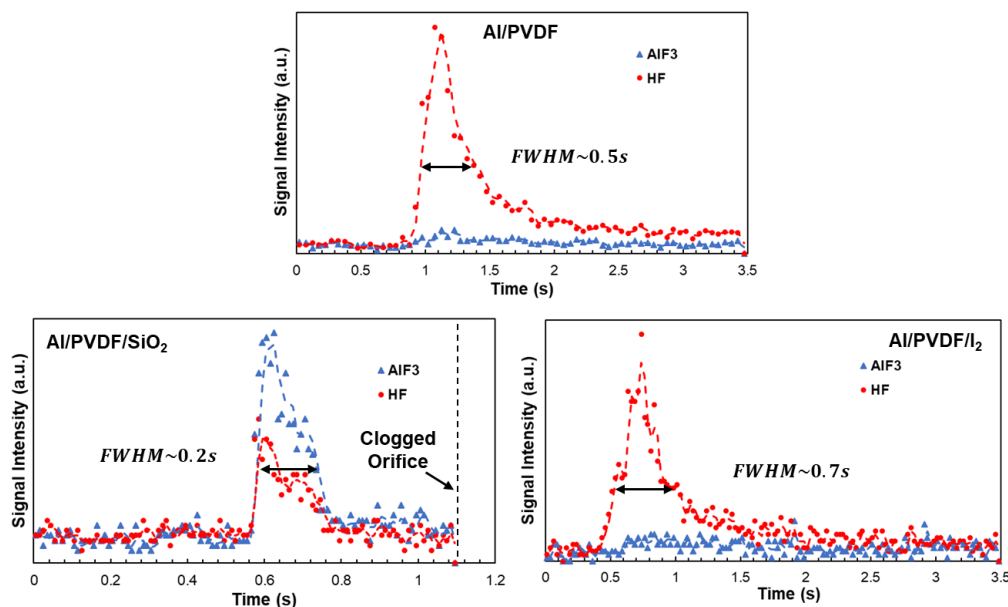 Al/PVDF
AlF3
HF
FWHM~0.5s
Signal Intensity (a.u.)
0 0.5 1 1.5 2 2.5 3 3.5
Time (s)
Al/PVDF/SiO₂
AlF3
HF
FWHM~0.2s
Clogged
Orifice
Signal Intensity (a.u.)
0 0.2 0.4 0.6 0.8 1 1.2
Time (s)
Al/PVDF/I₂
AlF3
HF
FWHM~0.7s
Signal Intensity (a.u.)
0 0.5 1 1.5 2 2.5 3 3.5
Time (s)